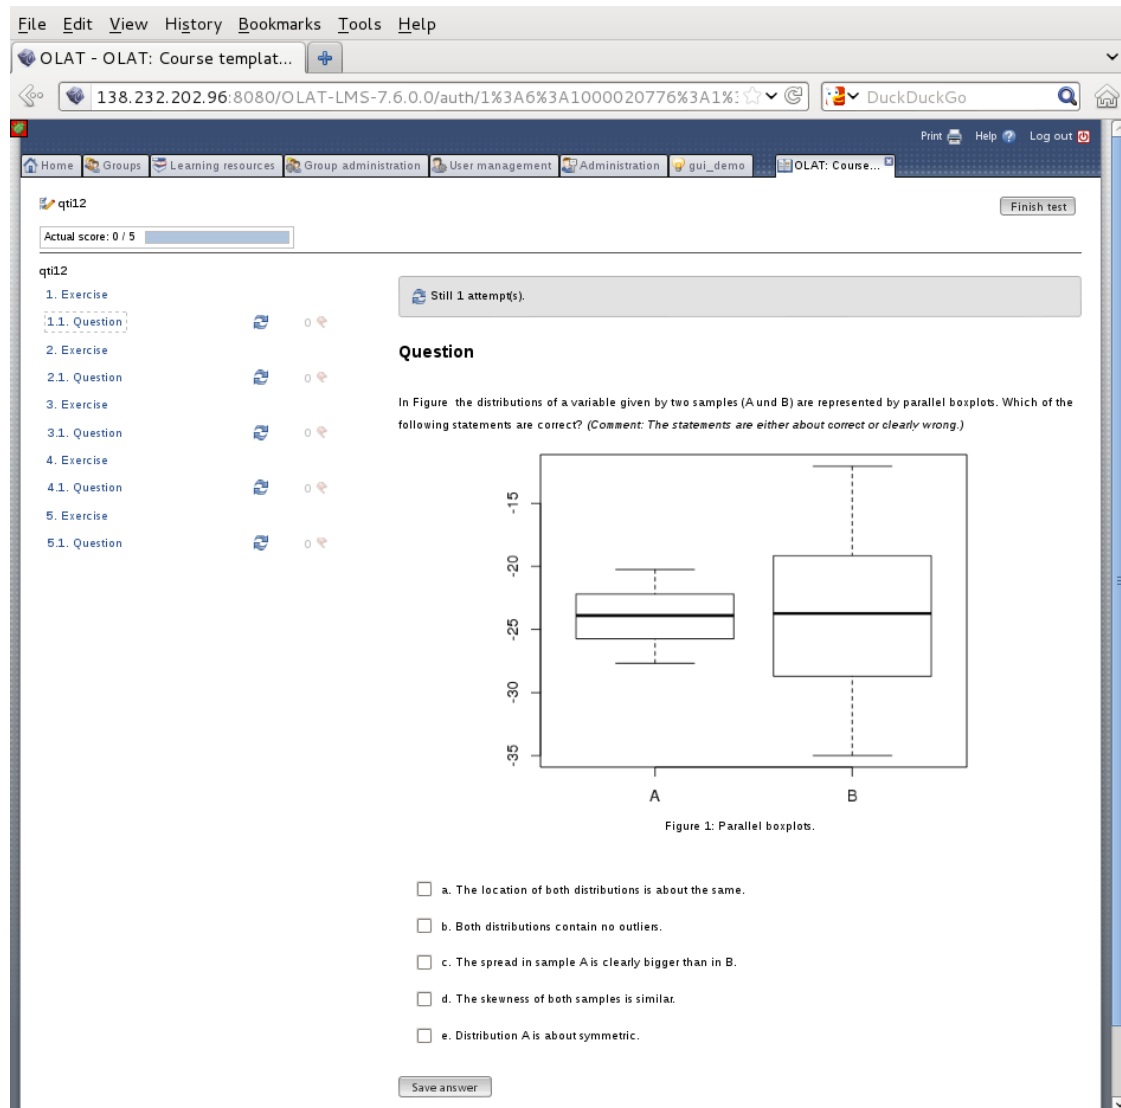 File Edit View History Bookmarks Tools Help
OLAT - OLAT: Course templat...
138.232.202.96:8080/OLAT-LMS-7.6.0.0/auth/1%3A6%3A1000020776%3A1%: DuckDuckGo
Print Help Log out
Home Groups Learning resources Group administration User management Administration gui_demo OLAT: Course...
qti12 Finish test
Actual score: 0 / 5
qti12
1. Exercise
1.1. Question 0
2. Exercise
2.1. Question 0
3. Exercise
3.1. Question 0
4. Exercise
4.1. Question 0
5. Exercise
5.1. Question 0
Still 1 attempt(s).
Question
In Figure the distributions of a variable given by two samples (A und B) are represented by parallel boxplots. Which of the
following statements are correct? (Comment: The statements are either about correct or clearly wrong.)
-15
-20
-25
-30
-35
A B
Figure 1: Parallel boxplots.
a. The location of both distributions is about the same.
b. Both distributions contain no outliers.
c. The spread in sample A is clearly bigger than in B.
d. The skewness of both samples is similar.
e. Distribution A is about symmetric.
Save answer